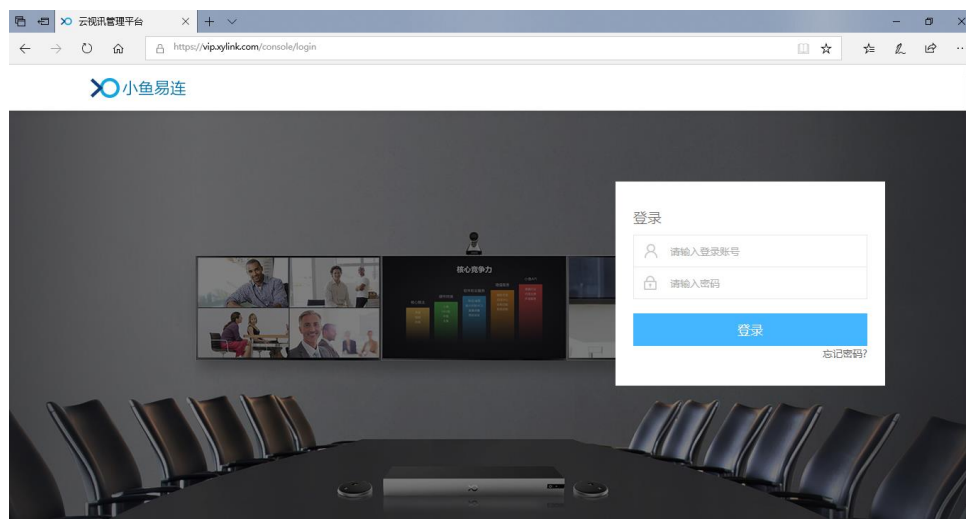 云视讯管理平台
https://vip.xylink.com/console/login
小鱼易连
核心竞争力
登录
请输入登录账号
请输入密码
登录
忘记密码?